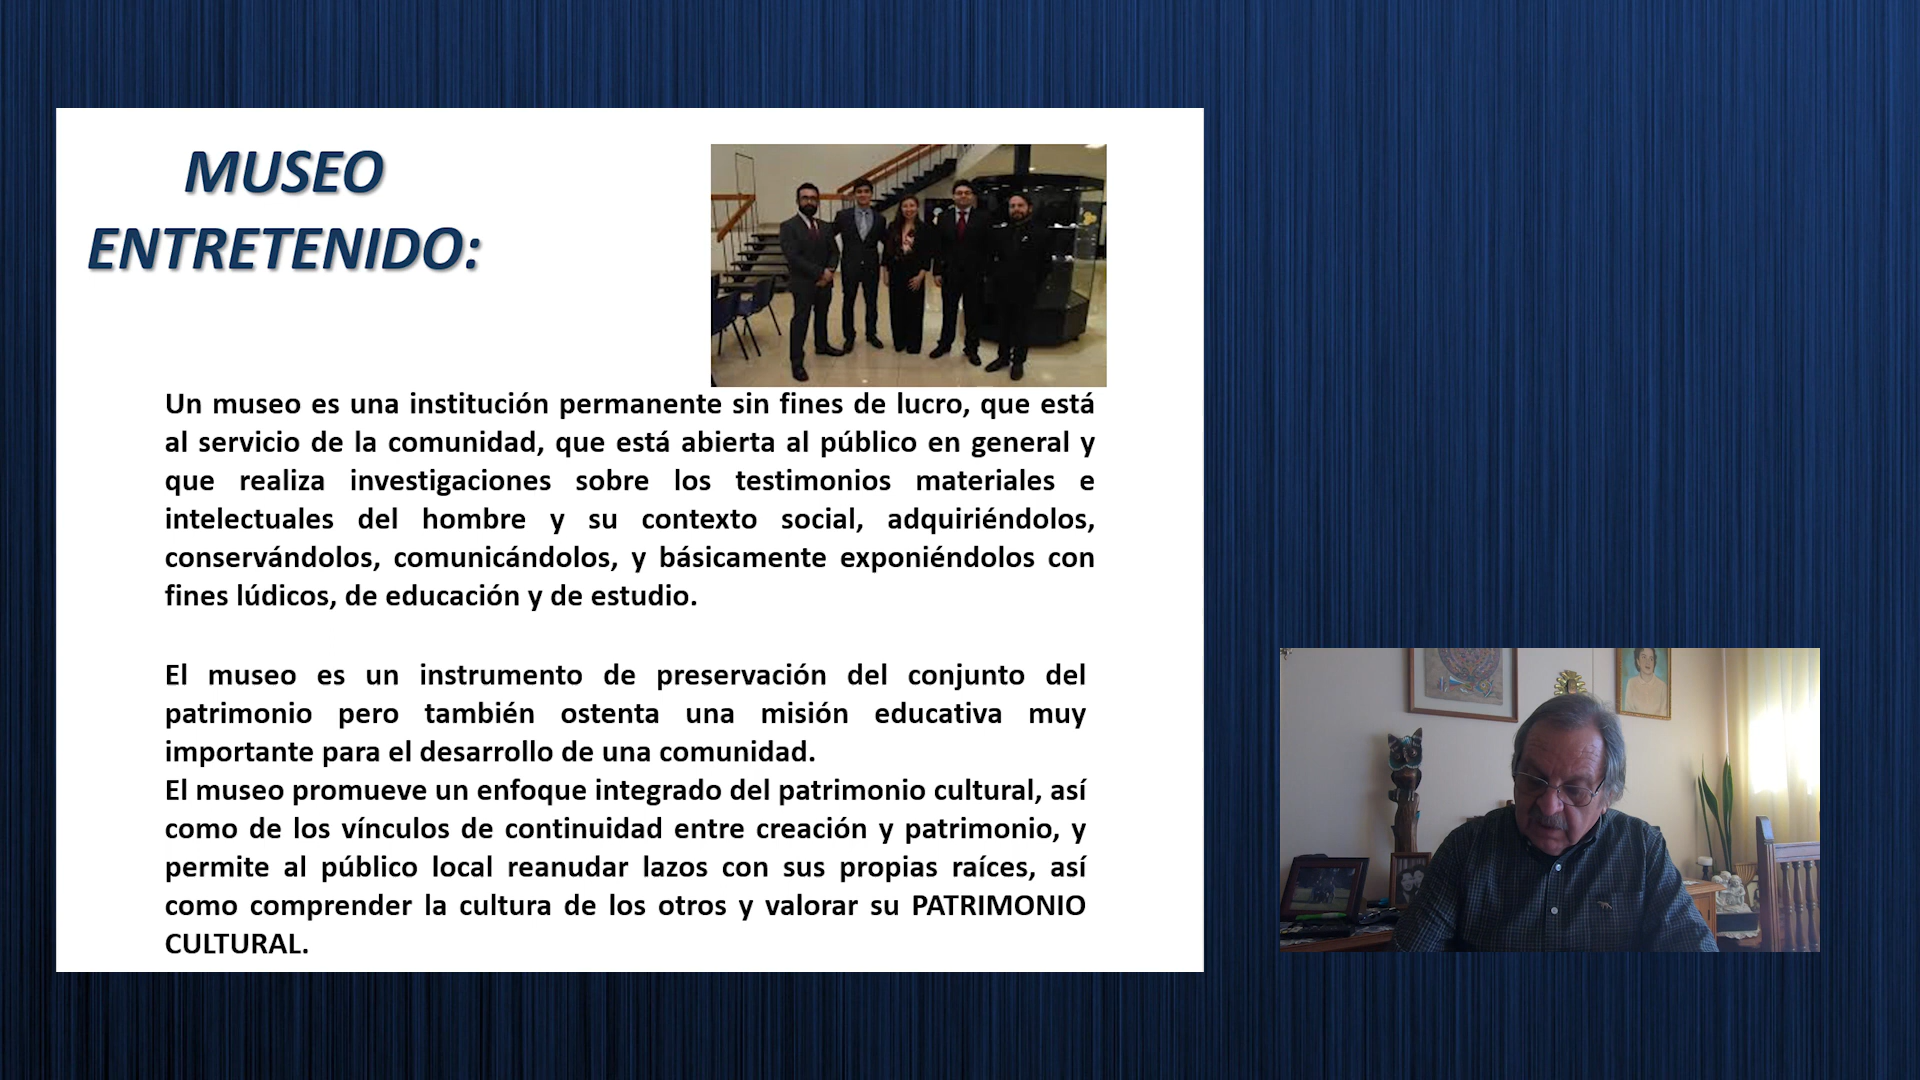 MUSEO
ENTRETENIDO:
Un museo es una institución permanente sin fines de lucro, que está
al servicio de la comunidad, que está abierta al público en general y
que realiza investigaciones sobre los testimonios materiales e
intelectuales del hombre y su contexto social, adquiriéndolos,
conservándolos, comunicándolos, y básicamente exponiéndolos con
fines lúdicos, de educación y de estudio.
El museo es un instrumento de preservación del conjunto del
patrimonio pero también ostenta una misión educativa muy
importante para el desarrollo de una comunidad.
El museo promueve un enfoque integrado del patrimonio cultural, así
como de los vínculos de continuidad entre creación y patrimonio, y
permite al público local reanudar lazos con sus propias raíces, así
como comprender la cultura de los otros y valorar su PATRIMONIO
CULTURAL.